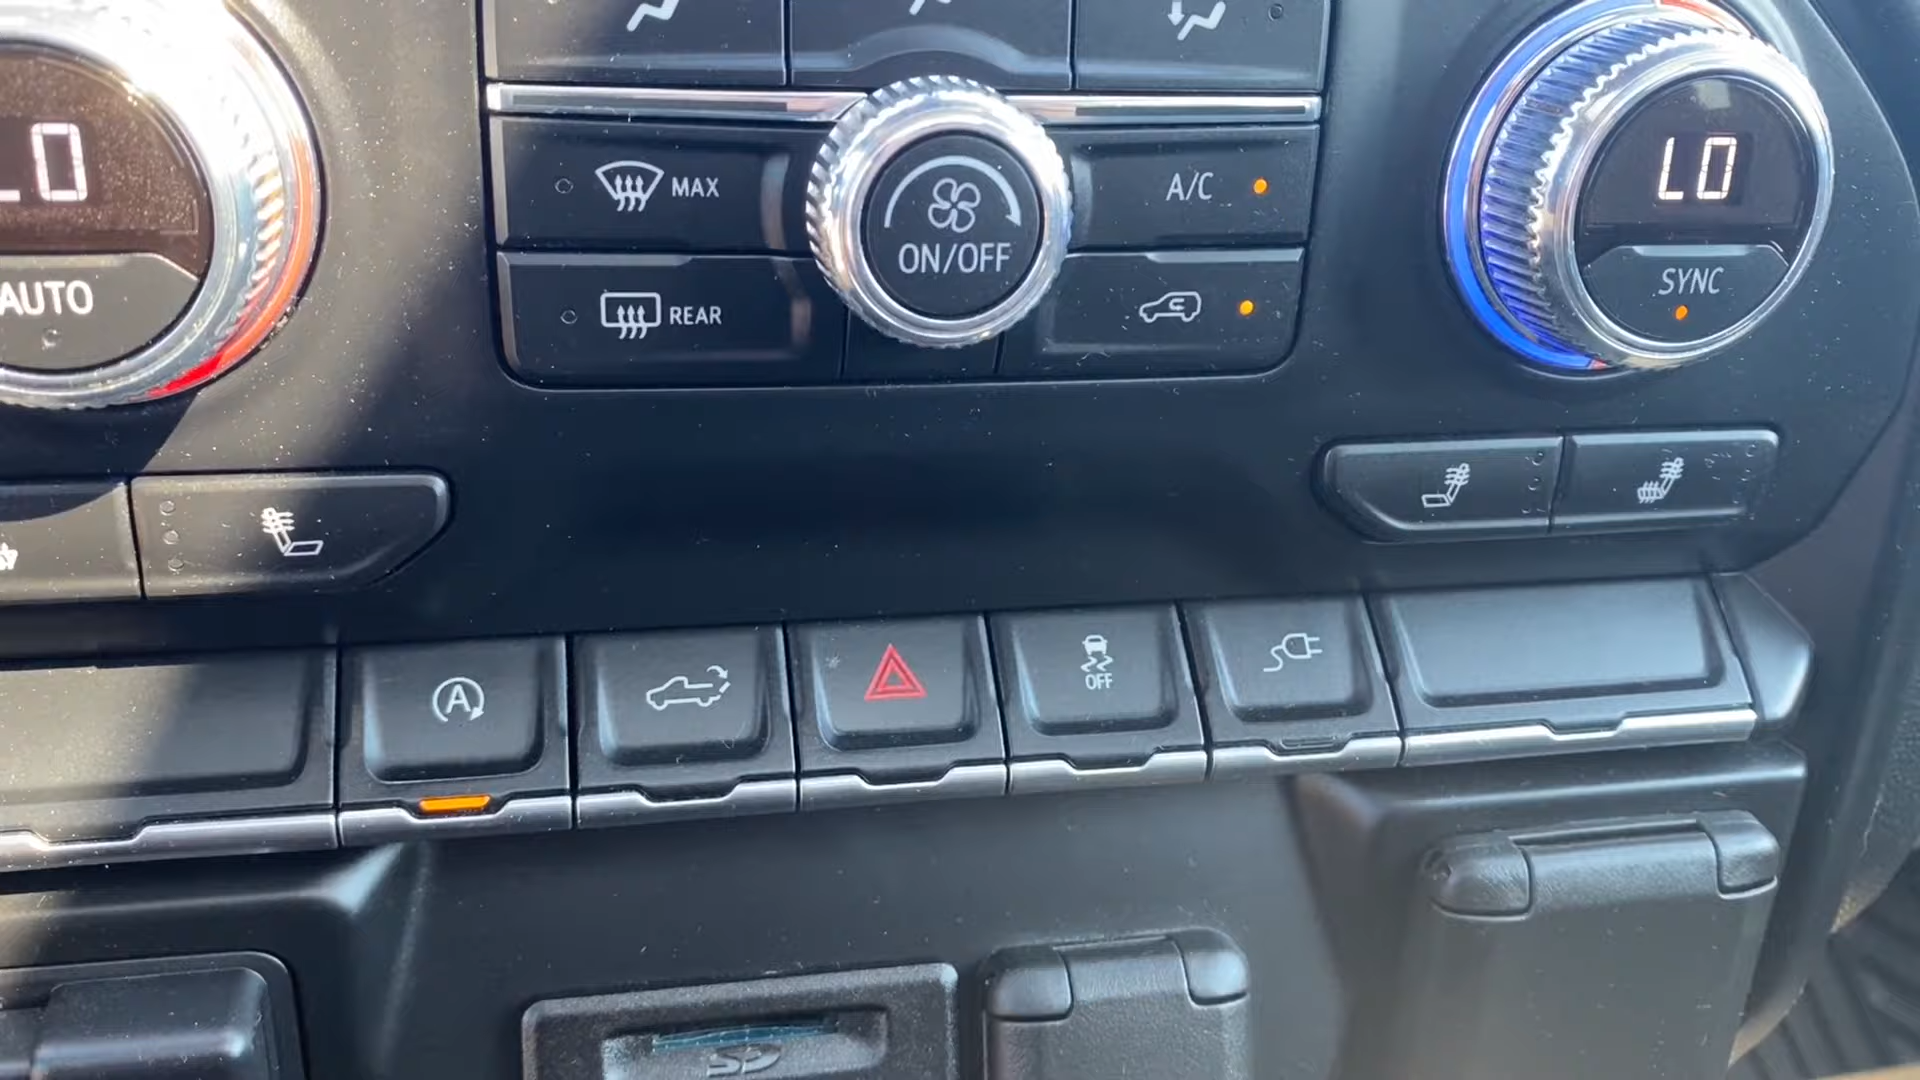 LO
AUTO
MAX
REAR
ON/OFF
A/C
LO
SYNC
A
OFF
SD